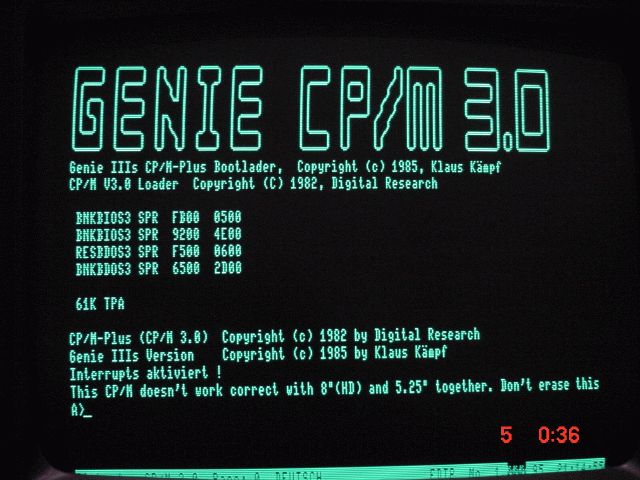 GENIE CP/M 3.0
Genie IIIs CP/M-Plus Bootlader, Copyright (c) 1985, Klaus Kämpf
CP/M V3.0 Loader Copyright (C) 1982, Digital Research
BNKBIOS3 SPR FB00 0500
BNKBIOS3 SPR 9200 4E00
RESBDOS3 SPR F500 0600
BNKBDOS3 SPR 6500 2D00
61K TPA
CP/M-Plus (CP/M 3.0) Copyright (c) 1982 by Digital Research
Genie IIIs Version Copyright (c) 1985 by Klaus Kämpf
Interrupts aktiviert !
This CP/M doesn't work correct with 8"(HD) and 5.25" together. Don't erase this
A>_
5 0:36